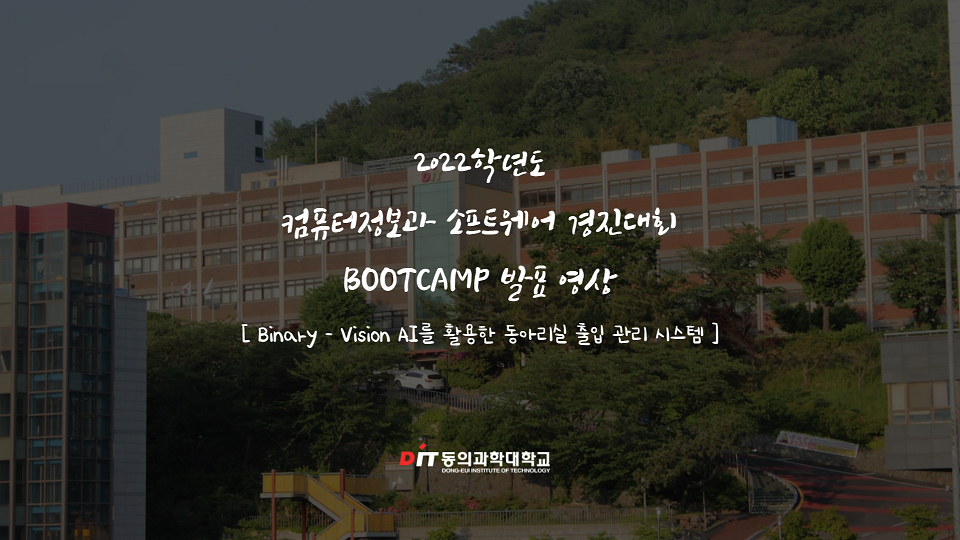 2022학년도
컴퓨터정보과 소프트웨어 경진대회
BOOTCAMP 발표 영상
[ Binary - Vision AI를 활용한 동아리실 출입 관리 시스템 ]
DIT 동의과학대학교
DONG-EUI INSTITUTE OF TECHNOLOGY